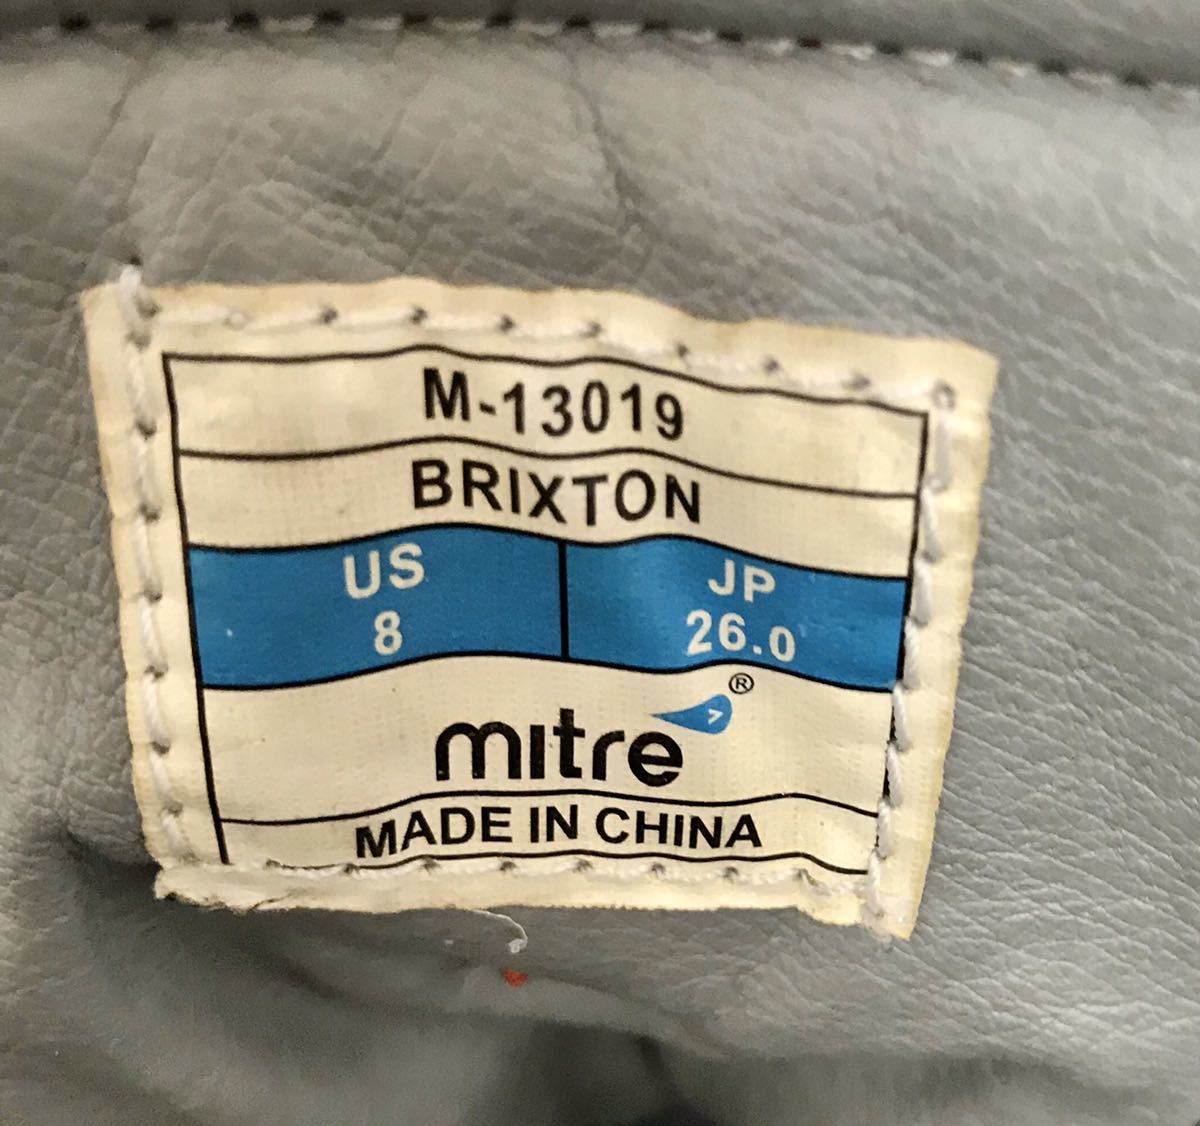 M-13019
BRIXTON
US JP
8 26.0
mitre®
MADE IN CHINA